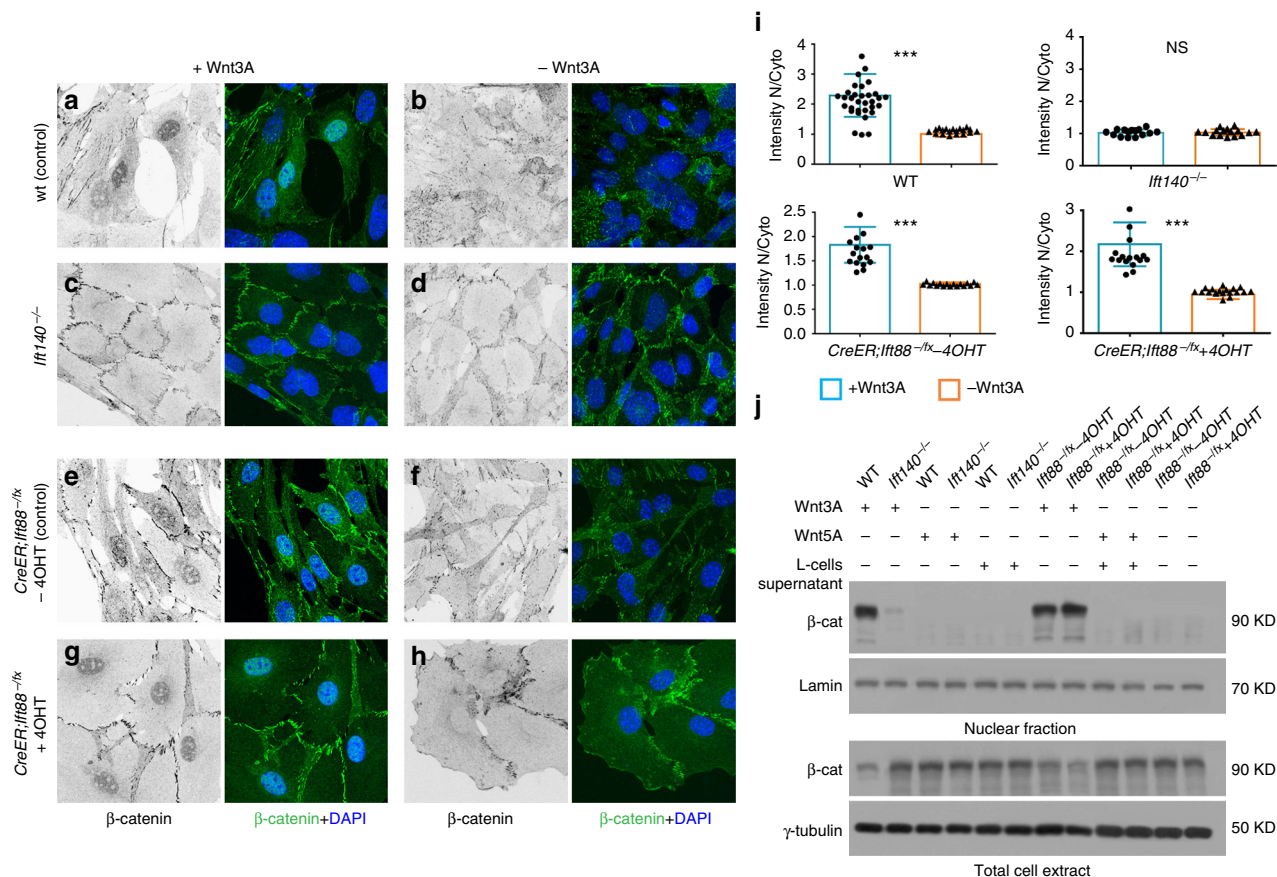 + Wnt3A
– Wnt3A
wt (control)
a
b
Ift140–/–
c
d
CreER;Ift88–/fx
– 4OHT (control)
e
f
CreER;Ift88–/fx
+ 4OHT
g
h
β-catenin
β-catenin+DAPI
β-catenin
β-catenin+DAPI
i
Intensity N/Cyto
4
3
2
1
0
***
WT
Intensity N/Cyto
4
3
2
1
0
NS
Ift140–/–
Intensity N/Cyto
2.5
2.0
1.5
1.0
0.5
0.0
***
CreER;Ift88–/fx–4OHT
Intensity N/Cyto
3
2
1
0
***
CreER;Ift88–/fx+4OHT
+Wnt3A
–Wnt3A
j
WT
Ift140–/–
WT
Ift140–/–
WT
Ift140–/–
Ift88–/fx–4OHT
Ift88–/fx+4OHT
Ift88–/fx–4OHT
Ift88–/fx+4OHT
Ift88–/fx–4OHT
Ift88–/fx+4OHT
Wnt3A + + – – – – + + – – – –
Wnt5A – – + + – – – – + + – –
L-cells – – – – + + – – + + – –
supernatant
β-cat
90 KD
Lamin
70 KD
Nuclear fraction
β-cat
90 KD
γ-tubulin
50 KD
Total cell extract